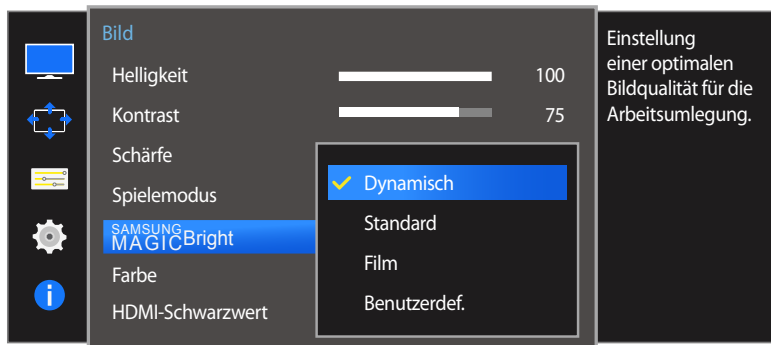 Bild
Helligkeit 100
Kontrast 75
Schärfe
Spielemodus
SAMSUNG
MAGICBright
Farbe
HDMI-Schwarzwert
Dynamisch
Standard
Film
Benutzerdef.
Einstellung
einer optimalen
Bildqualität für die
Arbeitsumlegung.